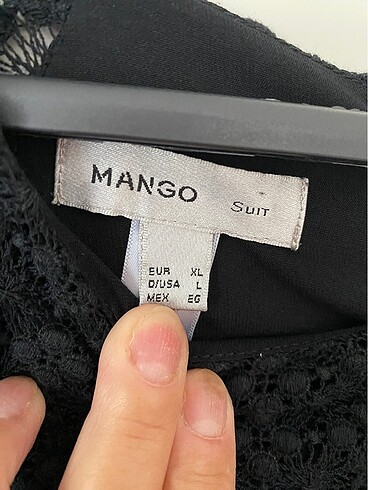 MANGO Suit
EUR XL
D/USA L
MEX EG